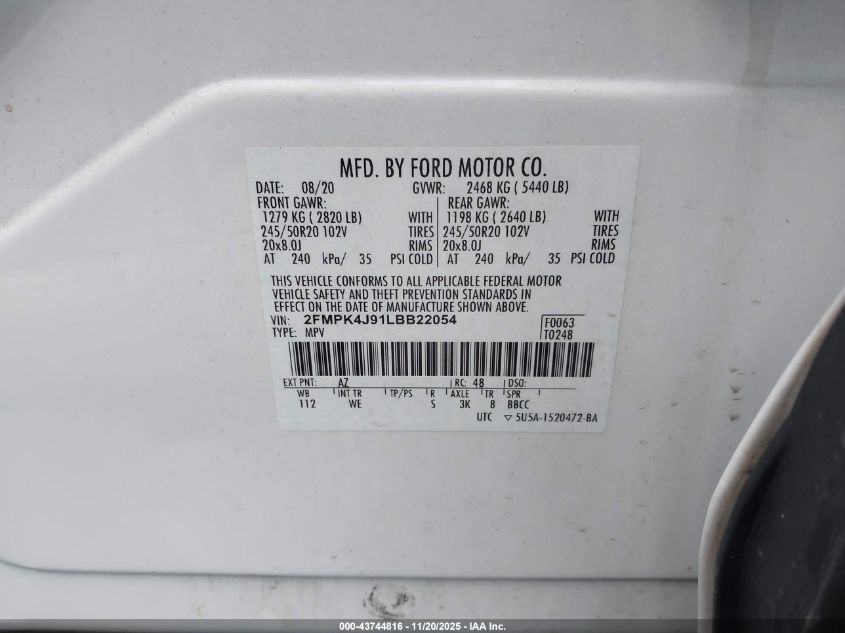 MFD. BY FORD MOTOR CO.
DATE: 08/20 GVWR: 2468 KG ( 5440 LB)
FRONT GAWR: REAR GAWR:
1279 KG ( 2820 LB) WITH 1198 KG ( 2640 LB) WITH
245/50R20 102V TIRES 245/50R20 102V TIRES
20x8.0J RIMS 20x8.0J RIMS
AT 240 kPa/ 35 PSI COLD AT 240 kPa/ 35 PSI COLD
THIS VEHICLE CONFORMS TO ALL APPLICABLE FEDERAL MOTOR
VEHICLE SAFETY AND THEFT PREVENTION STANDARDS IN
EFFECT ON THE DATE OF MANUFACTURE SHOWN ABOVE.
VIN: 2FMPK4J91LBB22054 F0063
TYPE: MPV T0248
EXT PNT: AZ RC: 48 DSO:
WB INT TR TP/PS R AXLE TR SPR
112 WE S 3K B BBCC
UTC ▽ 5U5A-1520472-BA
000-43744816 - 11/20/2025 - IAA Inc.